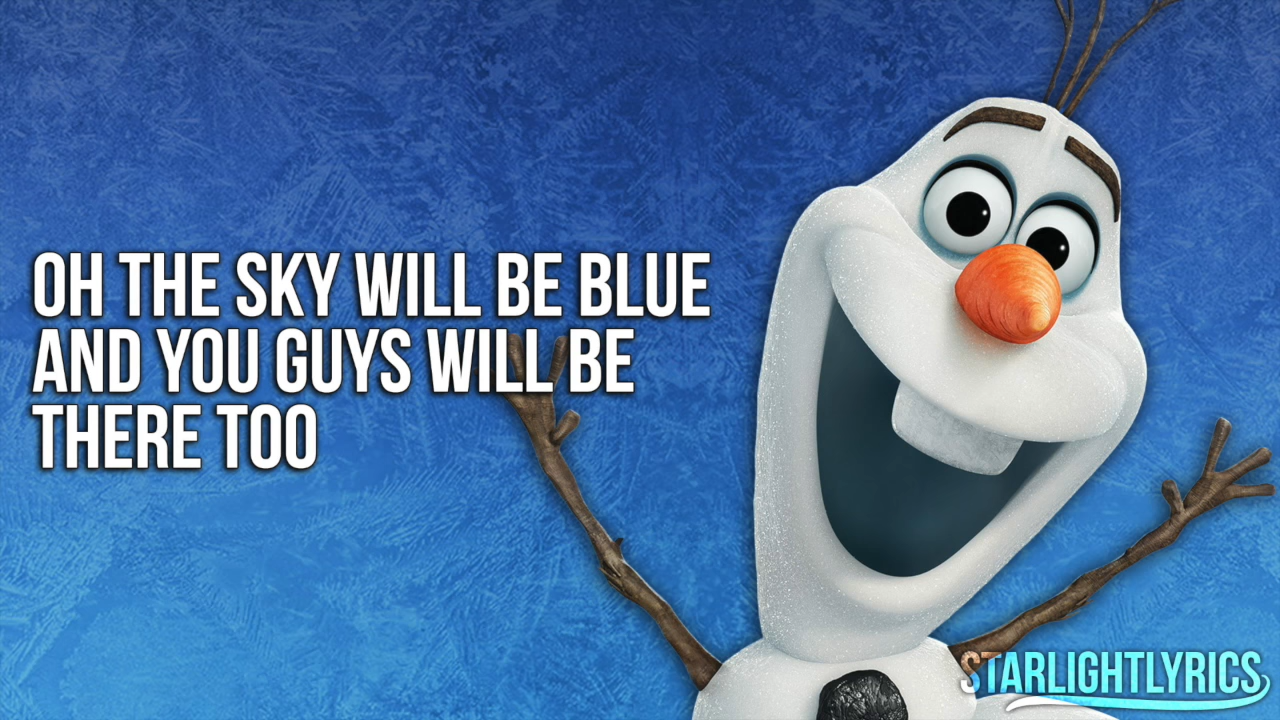 OH THE SKY WILL BE BLUE
AND YOU GUYS WILL BE
THERE TOO
STARLIGHTLYRICS